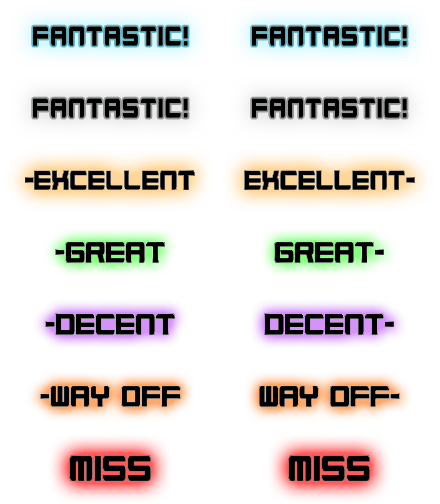 FANTASTIC! FANTASTIC!
FANTASTIC! FANTASTIC!
-EXCELLENT EXCELLENT-
-GREAT GREAT-
-DECENT DECENT-
-WAY OFF WAY OFF-
MISS MISS